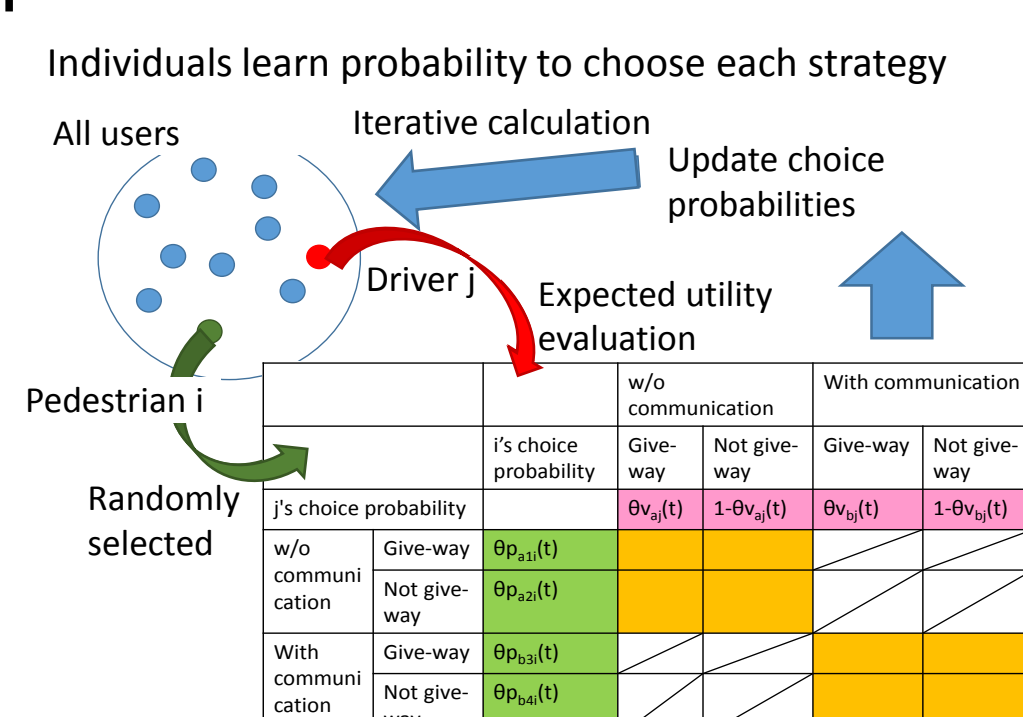 Individuals learn probability to choose each strategy
All users
Iterative calculation
Update choice
probabilities
Driver j
Expected utility
evaluation
Pedestrian i
Randomly
selected
w/o
communication
With communication
i's choice
probability
Give-
way
Not give-
way
Give-way
Not give-
way
j's choice probability
θv_aj(t)
1-θv_aj(t)
θv_bj(t)
1-θv_bj(t)
w/o
communi
cation
Give-way
θp_a1i(t)
Not give-
way
θp_a2i(t)
With
communi
cation
Give-way
θp_b3i(t)
Not give-
way
θp_b4i(t)